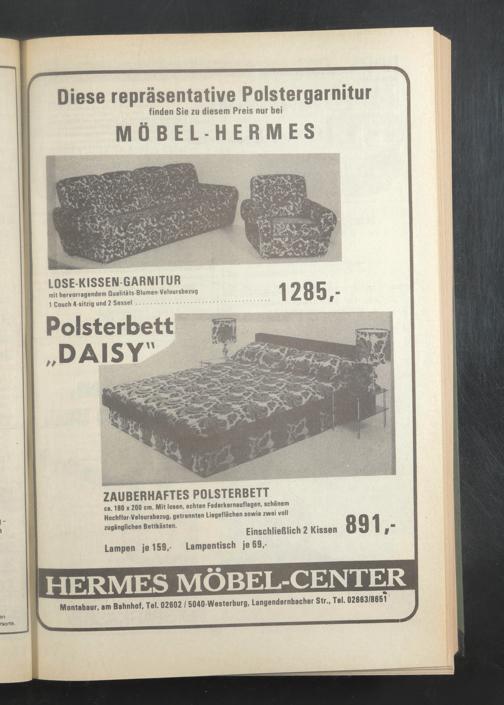 Diese repräsentative Polstergarnitur
finden Sie zu diesem Preis nur bei
MÖBEL-HERMES
LOSE-KISSEN-GARNITUR
mit hervorragendem Qualitäts-Blumen-Veloursbezug
1 Couch 4-sitzig und 2 Sessel
1285,-
Polsterbett
„DAISY“
ZAUBERHAFTES POLSTERBETT
ca. 180 x 200 cm. Mit losen, echten Federkernauflagen, schönem
Hochflor-Veloursbezug, getrennten Liegeflächen sowie zwei voll
zugänglichen Bettkästen.
Einschließlich 2 Kissen 891,-
Lampen je 159,- Lampentisch je 69,-
HERMES MÖBEL-CENTER
Montabaur, am Bahnhof, Tel. 02602 / 5040-Westerburg, Langendernbacher Str., Tel. 02663/8651